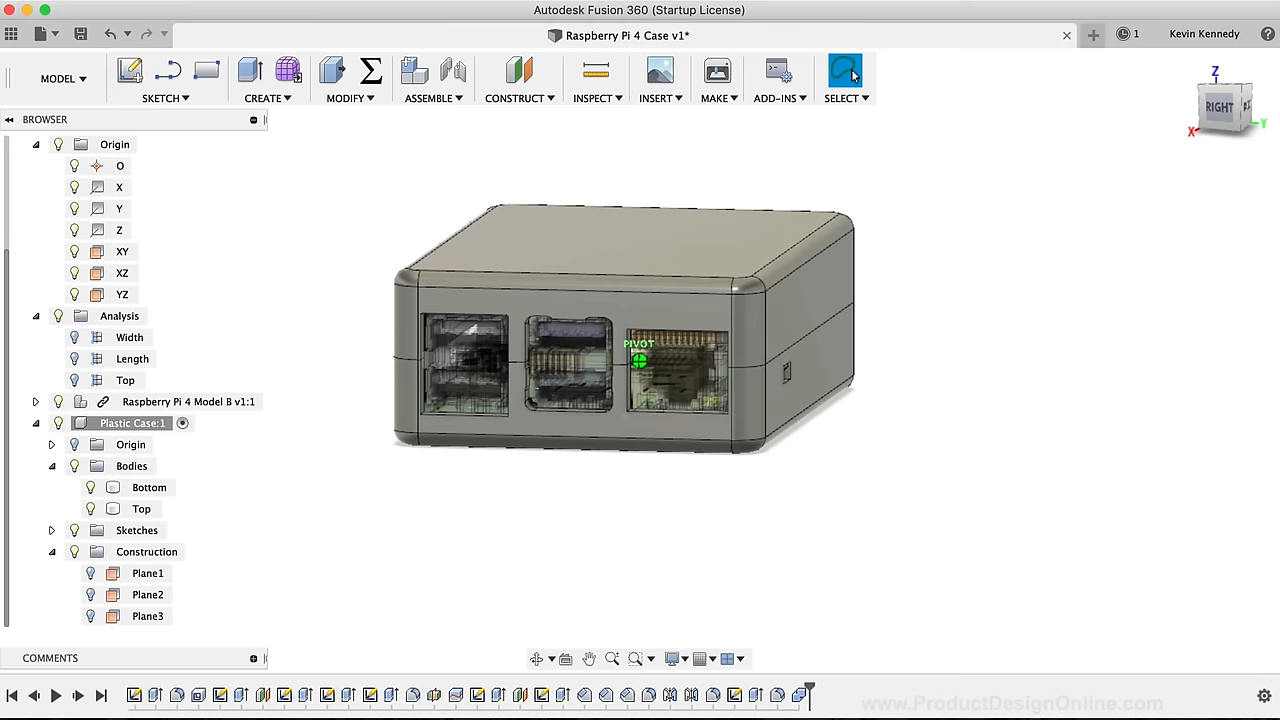 Autodesk Fusion 360 (Startup License)
Raspberry Pi 4 Case v1*
1
Kevin Kennedy
MODEL
SKETCH
CREATE
MODIFY
ASSEMBLE
CONSTRUCT
INSPECT
INSERT
MAKE
ADD-INS
SELECT
Z
RIGHT
X
Y
BROWSER
Origin
O
X
Y
Z
XY
XZ
YZ
Analysis
Width
Length
Top
Raspberry Pi 4 Model B v1:1
Plastic Case:1
Origin
Bodies
Bottom
Top
Sketches
Construction
Plane1
Plane2
Plane3
PIVOT
COMMENTS
www.ProductDesignOnline.com